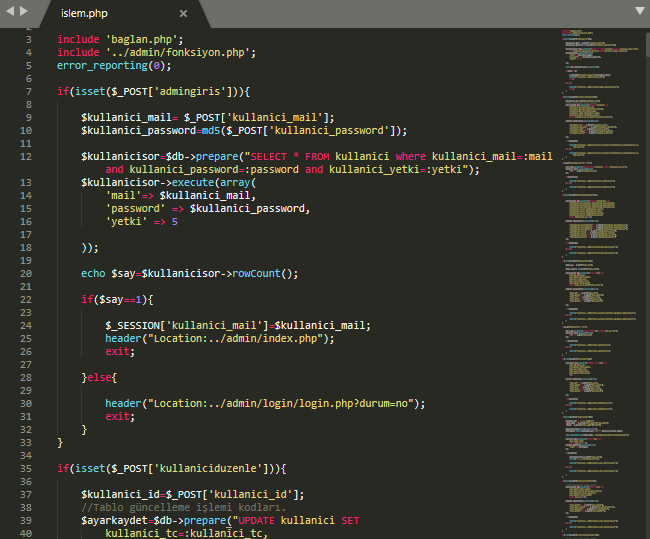 islem.php
2
3 include 'baglan.php';
4 include '../admin/fonksiyon.php';
5 error_reporting(0);
6
7 if(isset($_POST['admingiris'])){
8
9 $kullanici_mail= $_POST['kullanici_mail'];
10 $kullanici_password=md5($_POST['kullanici_password']);
11
12 $kullanicisor=$db->prepare("SELECT * FROM kullanici where kullanici_mail=:mail
and kullanici_password=:password and kullanici_yetki=:yetki");
13 $kullanicisor->execute(array(
14 'mail'=> $kullanici_mail,
15 'password' => $kullanici_password,
16 'yetki' => 5
17
18 ));
19
20 echo $say=$kullanicisor->rowCount();
21
22 if($say==1){
23
24 $_SESSION['kullanici_mail']=$kullanici_mail;
25 header("Location:../admin/index.php");
26 exit;
27
28 }else{
29
30 header("Location:../admin/login/login.php?durum=no");
31 exit;
32 }
33 }
34
35 if(isset($_POST['kullaniciduzenle'])){
36
37 $kullanici_id=$_POST['kullanici_id'];
38 //Tablo güncelleme işlemi kodları.
39 $ayarkaydet=$db->prepare("UPDATE kullanici SET
40 kullanici_tc=:kullanici_tc,